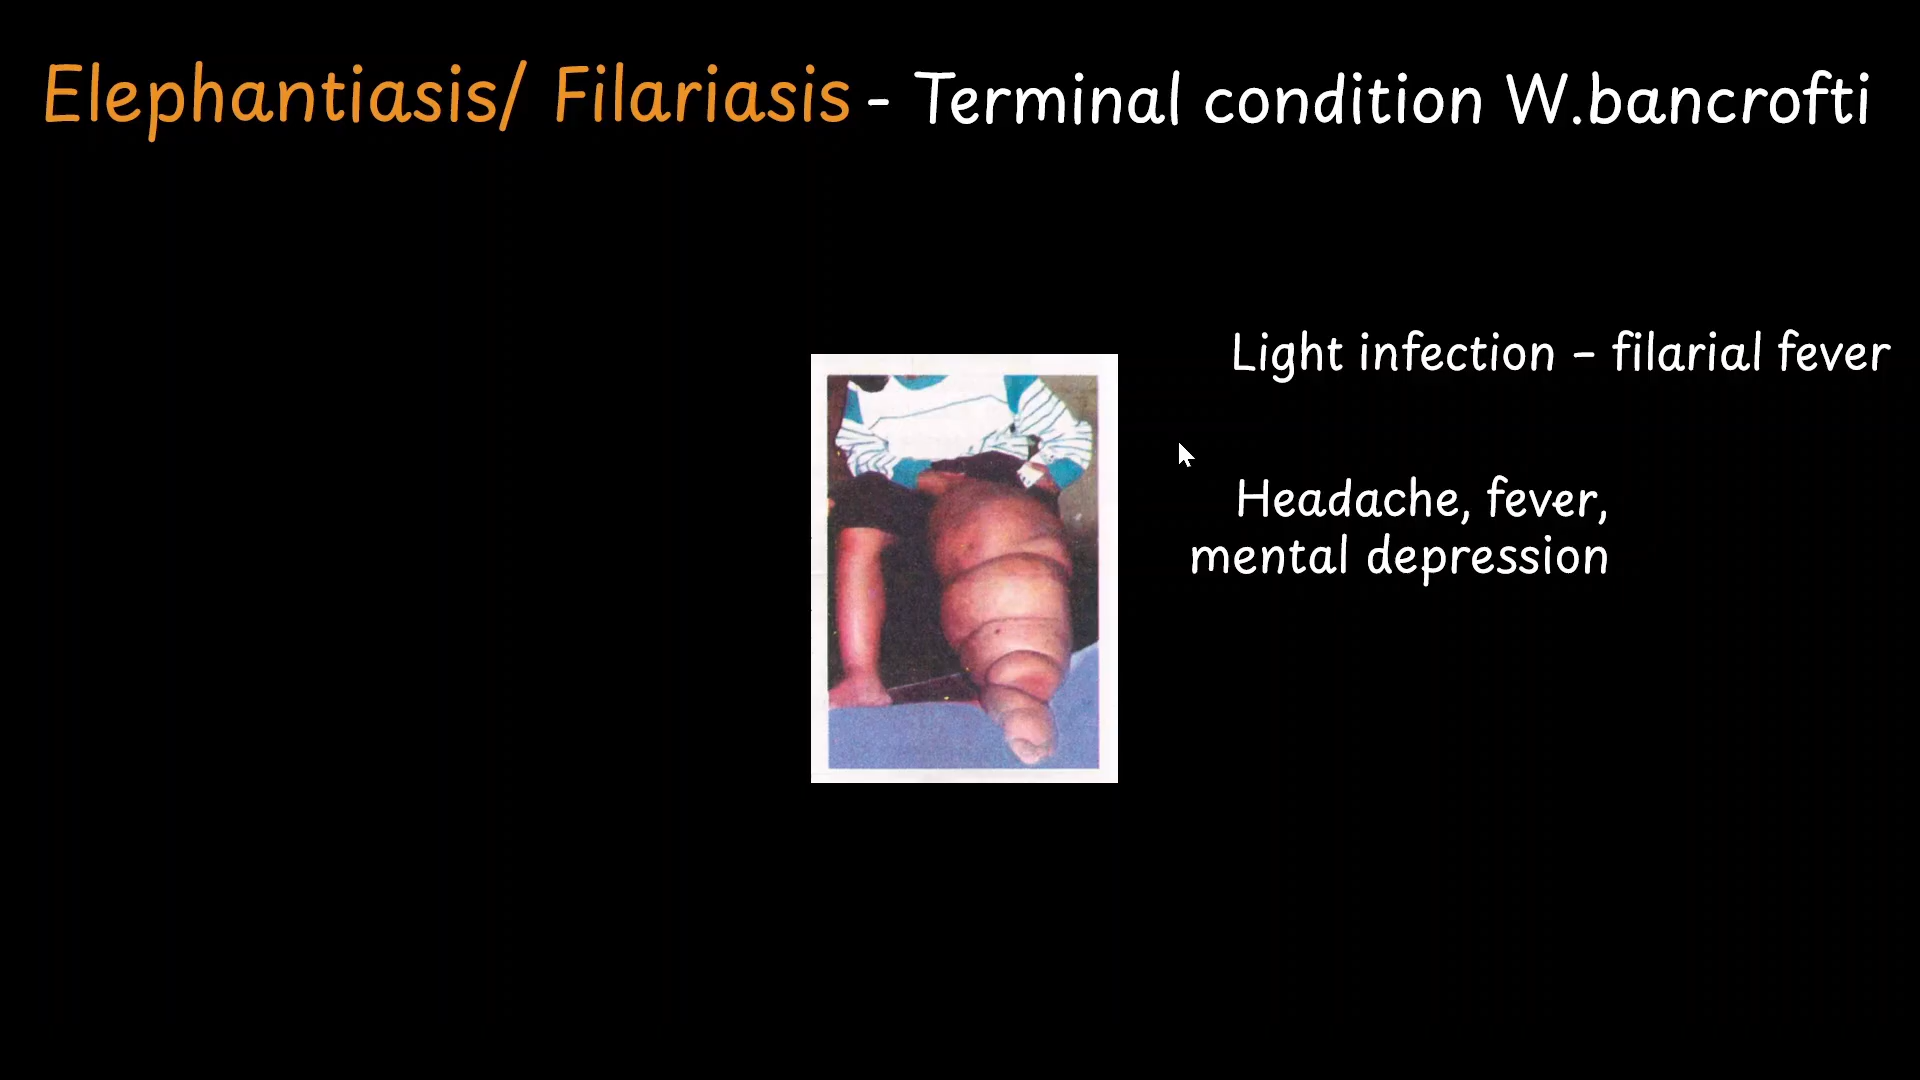 Elephantiasis/ Filariasis - Terminal condition W.bancrofti
Light infection – filarial fever
Headache, fever,
mental depression